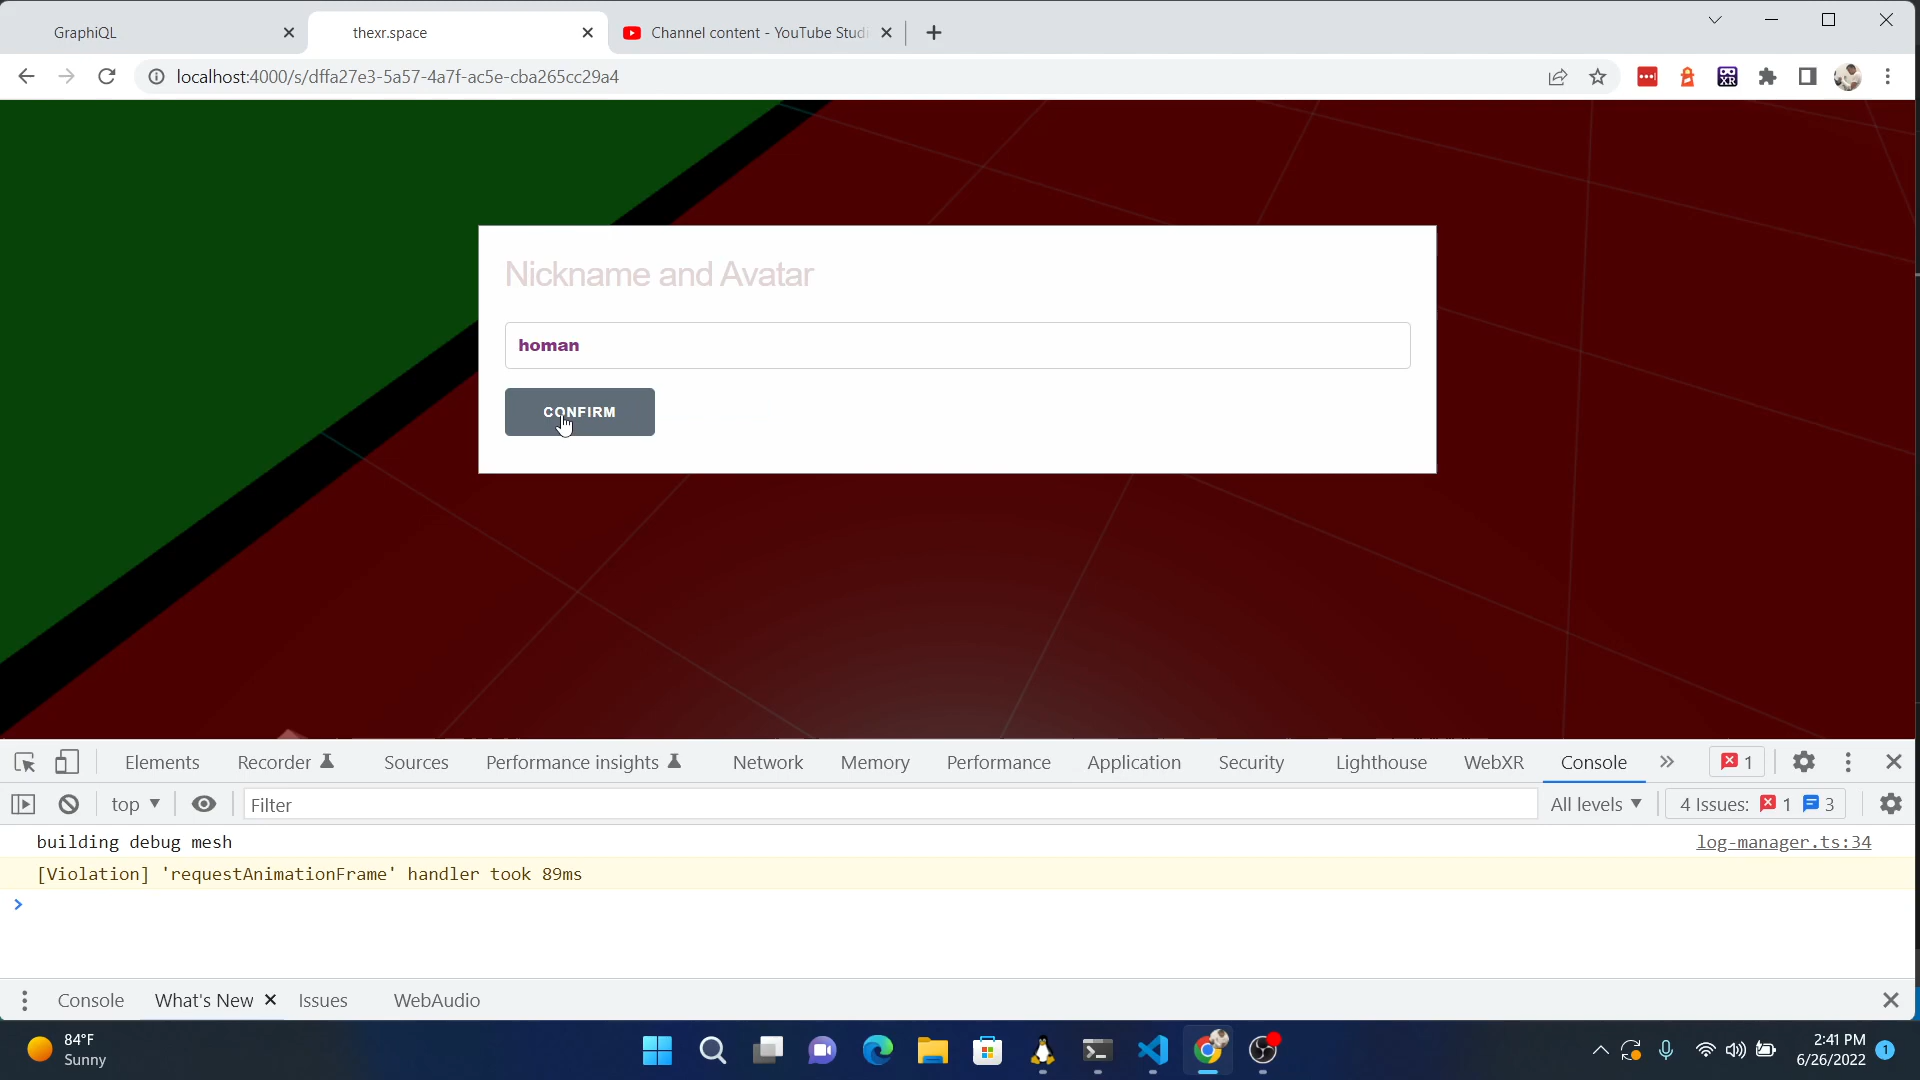 GraphiQL
thexr.space
Channel content - YouTube Studi
localhost:4000/s/dffa27e3-5a57-4a7f-ac5e-cba265cc29a4
XR
Nickname and Avatar
homan
CONFIRM
Elements Recorder Sources Performance insights Network Memory Performance Application Security Lighthouse WebXR Console 1
top Filter All levels 4 Issues: 1 3
building debug mesh log-manager.ts:34
[Violation] 'requestAnimationFrame' handler took 89ms
Console What's New Issues WebAudio
84°F
Sunny
2:41 PM
6/26/2022
1